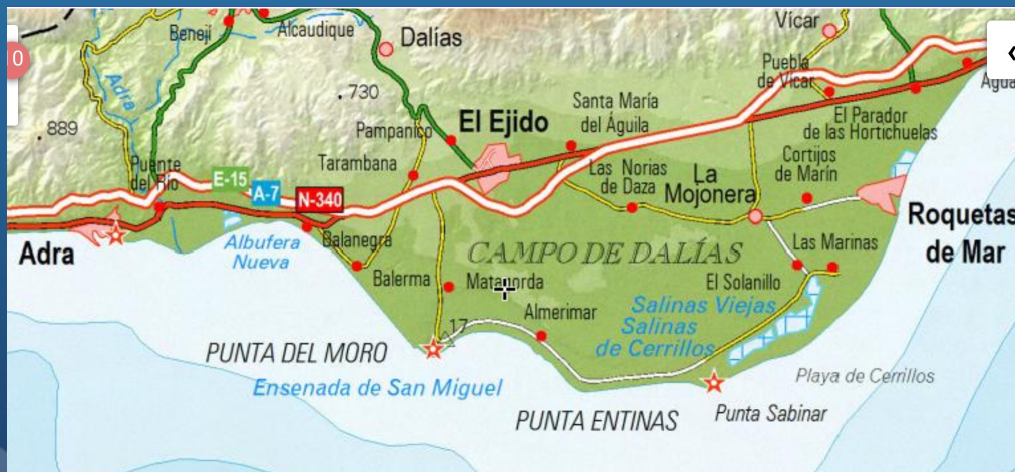 0
Benejí
Alcaudique
Dalías
Vícar
Adra
.730
.889
Puebla
de Vícar
Pampanico
El Ejido
Santa María
del Águila
El Parador
de las Hortichuelas
Tarambana
Puente
del Río
E-15
A-7
N-340
Las Norias
de Daza
La
Mojonera
Cortijos
de Marín
Roquetas
de Mar
Adra
Albufera
Nueva
Balanegra
CAMPO DE DALÍAS
Las Marinas
Balerma
Matagorda
El Solanillo
Salinas Viejas
Salinas
de Cerrillos
Almerimar
17
PUNTA DEL MORO
Ensenada de San Miguel
Playa de Cerrillos
PUNTA ENTINAS
Punta Sabinar